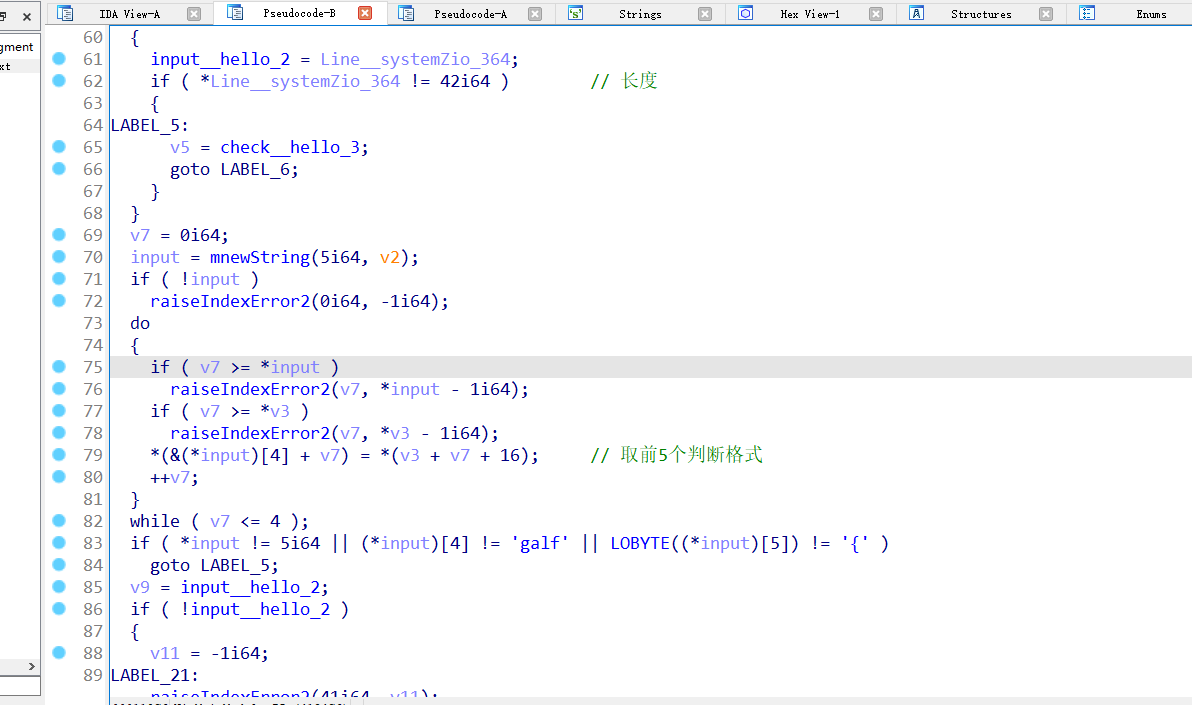 IDA View-A Pseudocode-B Pseudocode-A Strings Hex View-1 Structures Enums
gment
xt
60 {
61 input__hello_2 = Line__systemZio_364;
62 if ( *Line__systemZio_364 != 42i64 ) // 长度
63 {
64 LABEL_5:
65 v5 = check__hello_3;
66 goto LABEL_6;
67 }
68 }
69 v7 = 0i64;
70 input = mnewString(5i64, v2);
71 if ( !input )
72 raiseIndexError2(0i64, -1i64);
73 do
74 {
75 if ( v7 >= *input )
76 raiseIndexError2(v7, *input - 1i64);
77 if ( v7 >= *v3 )
78 raiseIndexError2(v7, *v3 - 1i64);
79 *(&(*input)[4] + v7) = *(v3 + v7 + 16); // 取前5个判断格式
80 ++v7;
81 }
82 while ( v7 <= 4 );
83 if ( *input != 5i64 || (*input)[4] != 'galf' || LOBYTE((*input)[5]) != '{' )
84 goto LABEL_5;
85 v9 = input__hello_2;
86 if ( !input__hello_2 )
87 {
88 v11 = -1i64;
89 LABEL_21:
raiseIndexError2(41i64, v11);